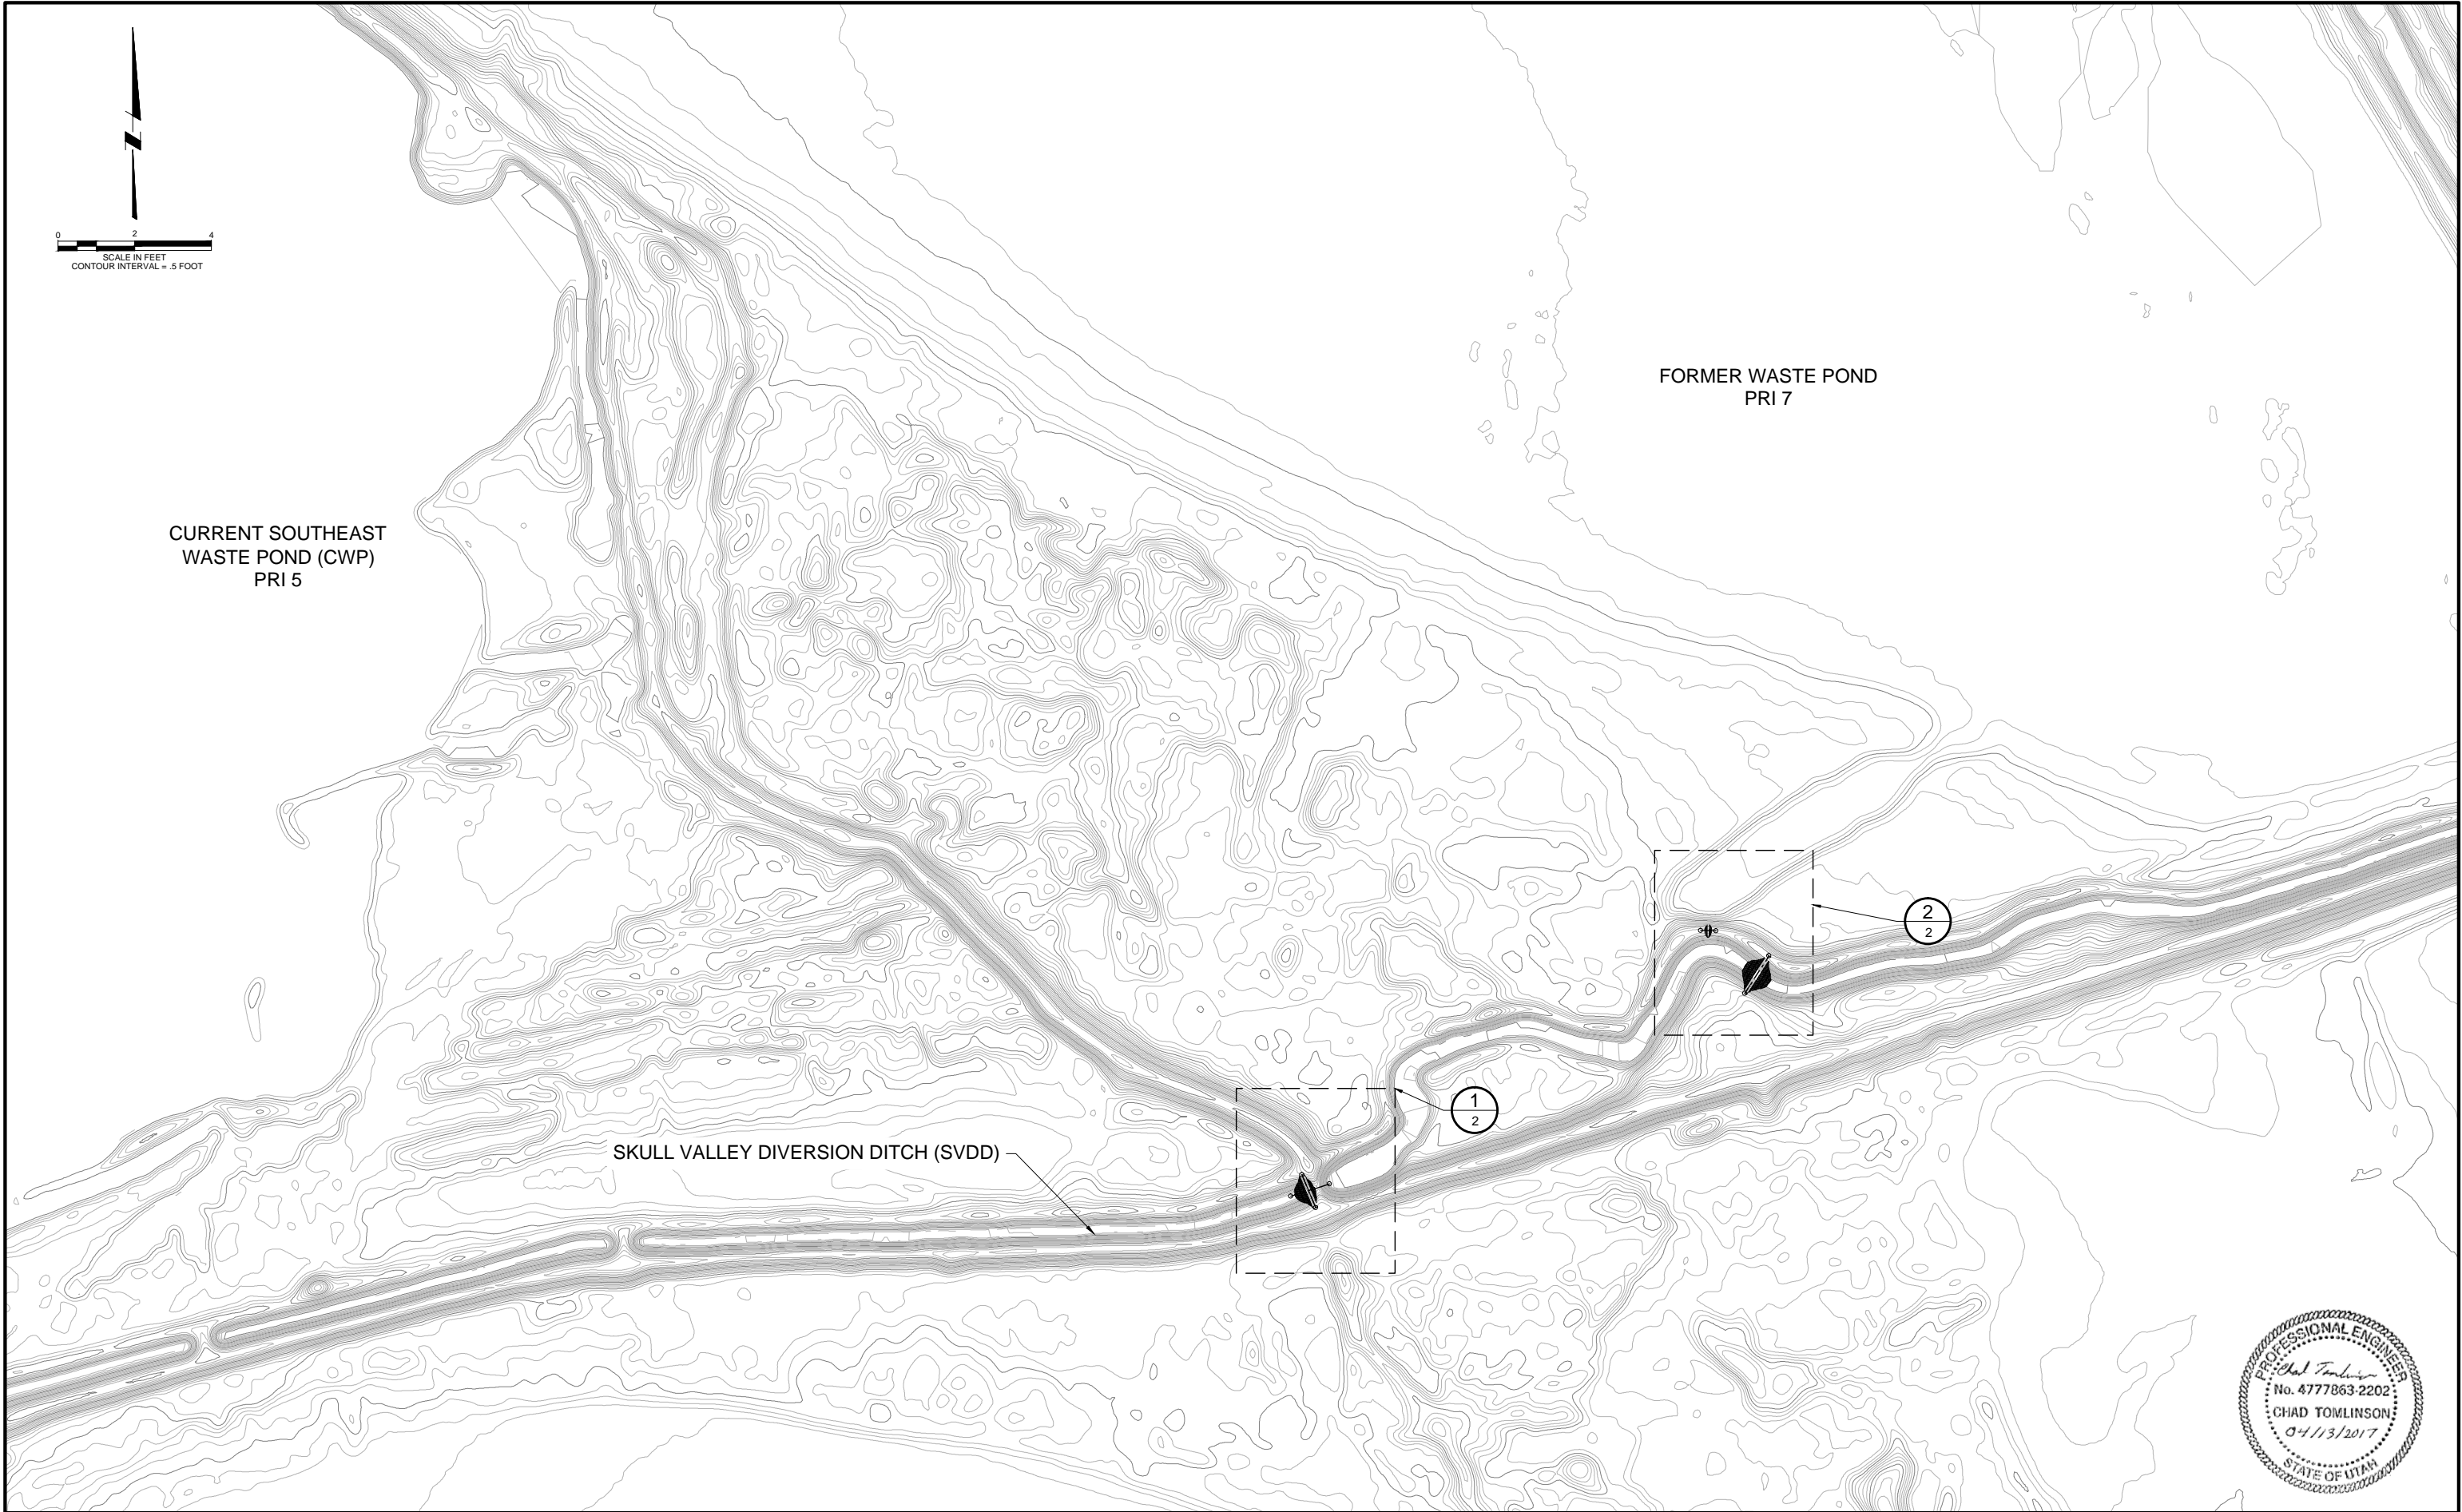 0 2 4
SCALE IN FEET
CONTOUR INTERVAL = .5 FOOT
FORMER WASTE POND
PRI 7
CURRENT SOUTHEAST
WASTE POND (CWP)
PRI 5
2
2
1
2
SKULL VALLEY DIVERSION DITCH (SVDD)
PROFESSIONAL ENGINEER
Chad Tomlinson
No. 4777863-2202
CHAD TOMLINSON
04/13/2017
STATE OF UTAH